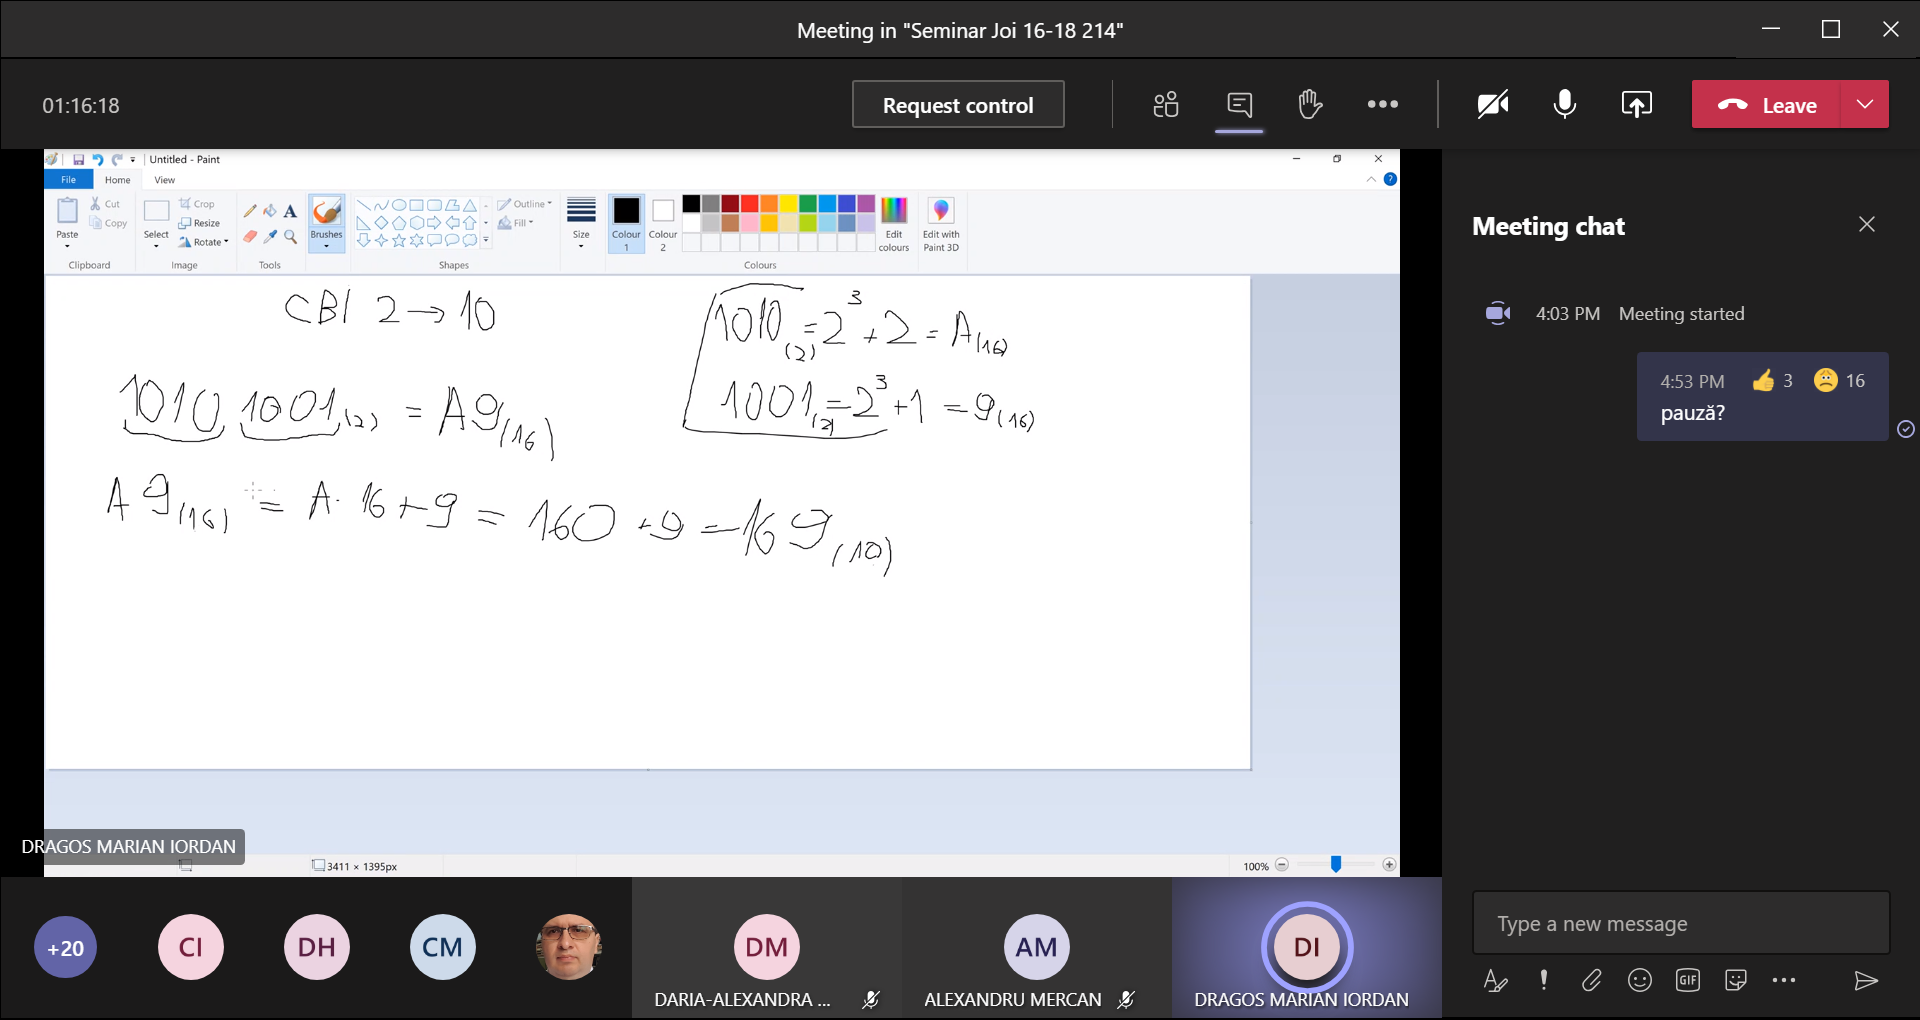 Meeting in "Seminar Joi 16-18 214"
01:16:18
Request control
Leave
Untitled - Paint
File
Home
View
Paste
Cut
Copy
Clipboard
Select
Crop
Resize
Rotate
Image
Tools
Brushes
Shapes
Outline
Fill
Size
Colour 1
Colour 2
Colours
Edit colours
Edit with Paint 3D
CBI 2→10
1010 1001(2) = A9(16)
A9(16) = A·16+9 = 160+9=169(10)
1010(2)=2³+2=A(16)
1001(2)=2³+1=9(16)
DRAGOS MARIAN IORDAN
3411 × 1395px
100%
Meeting chat
4:03 PM Meeting started
4:53 PM 3 16
pauză?
Type a new message
GIF
+20
CI
DH
CM
DM
DARIA-ALEXANDRA ...
AM
ALEXANDRU MERCAN
DI
DRAGOS MARIAN IORDAN